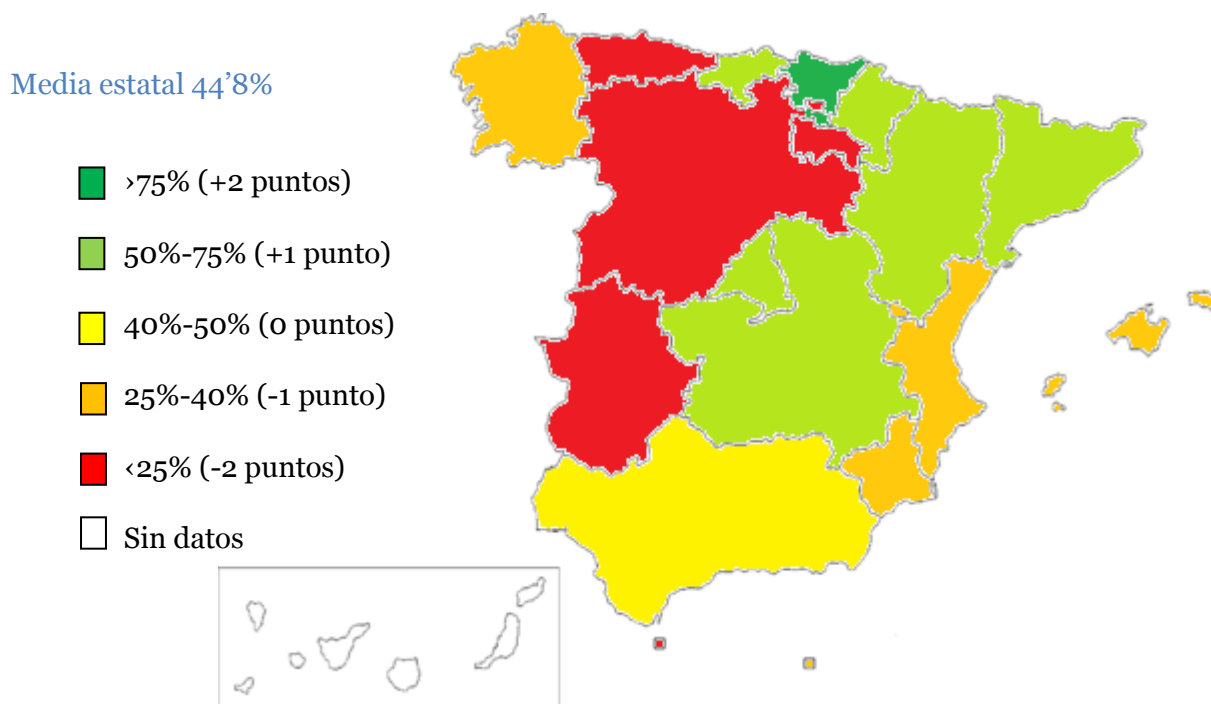 Media estatal 44’8%
›75% (+2 puntos)
50%-75% (+1 punto)
40%-50% (0 puntos)
25%-40% (-1 punto)
‹25% (-2 puntos)
Sin datos